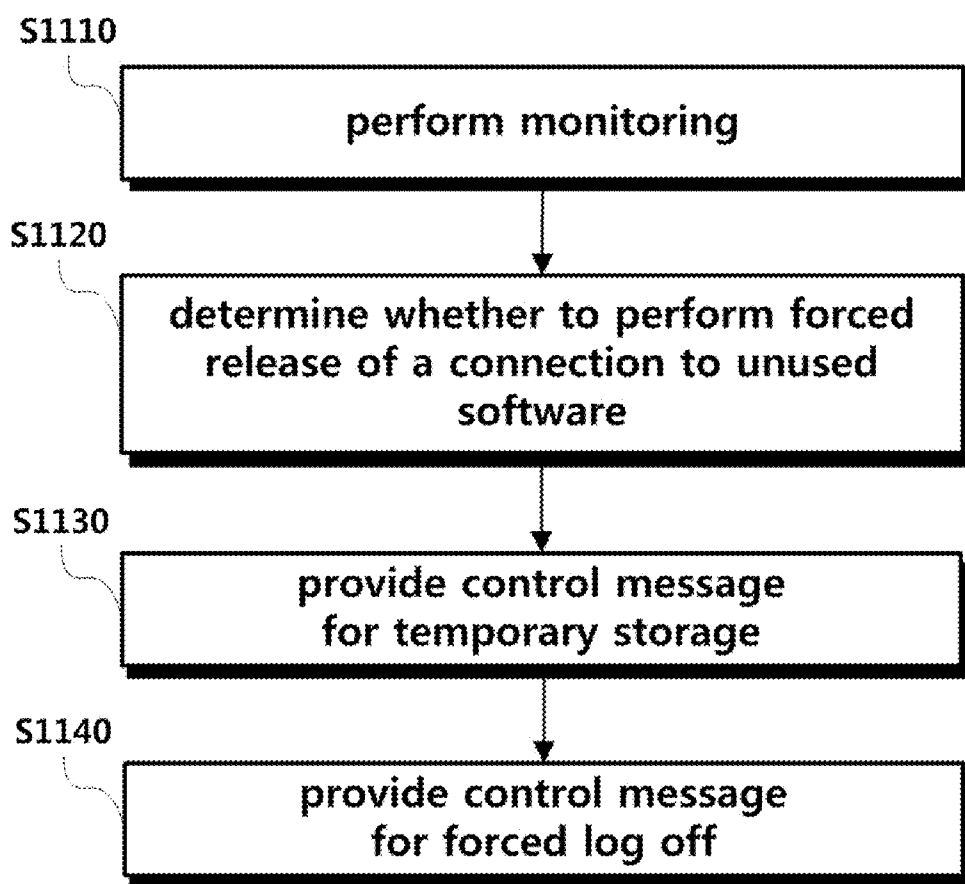 S1110
perform monitoring
S1120
determine whether to perform forced
release of a connection to unused
software
S1130
provide control message
for temporary storage
S1140
provide control message
for forced log off